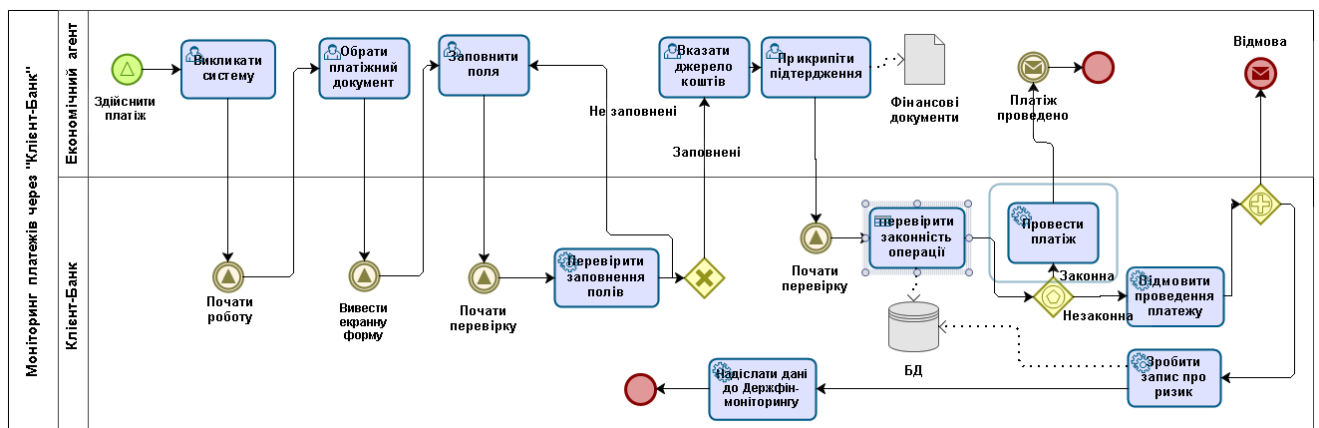 Моніторинг платежів через "Клієнт-Банк"
Економічний агент
Здійснити
платіж
Викликати
систему
Обрати
платіжний
документ
Заповнити
поля
Не заповнені
Вказати
джерело
коштів
Заповнені
Прикрипіти
підтердження
Фінансові
документи
Платіж
проведено
Відмова
Клієнт-Банк
Почати
роботу
Вивести
екранну
форму
Почати
перевірку
Перевірити
заповнення
полів
Почати
перевірку
перевірити
законність
операції
БД
Провести
платіж
Законна
Незаконна
Відмовити
проведення
платежу
Зробити
запис про
ризик
Надіслати дані
до Держфін-
моніторингу